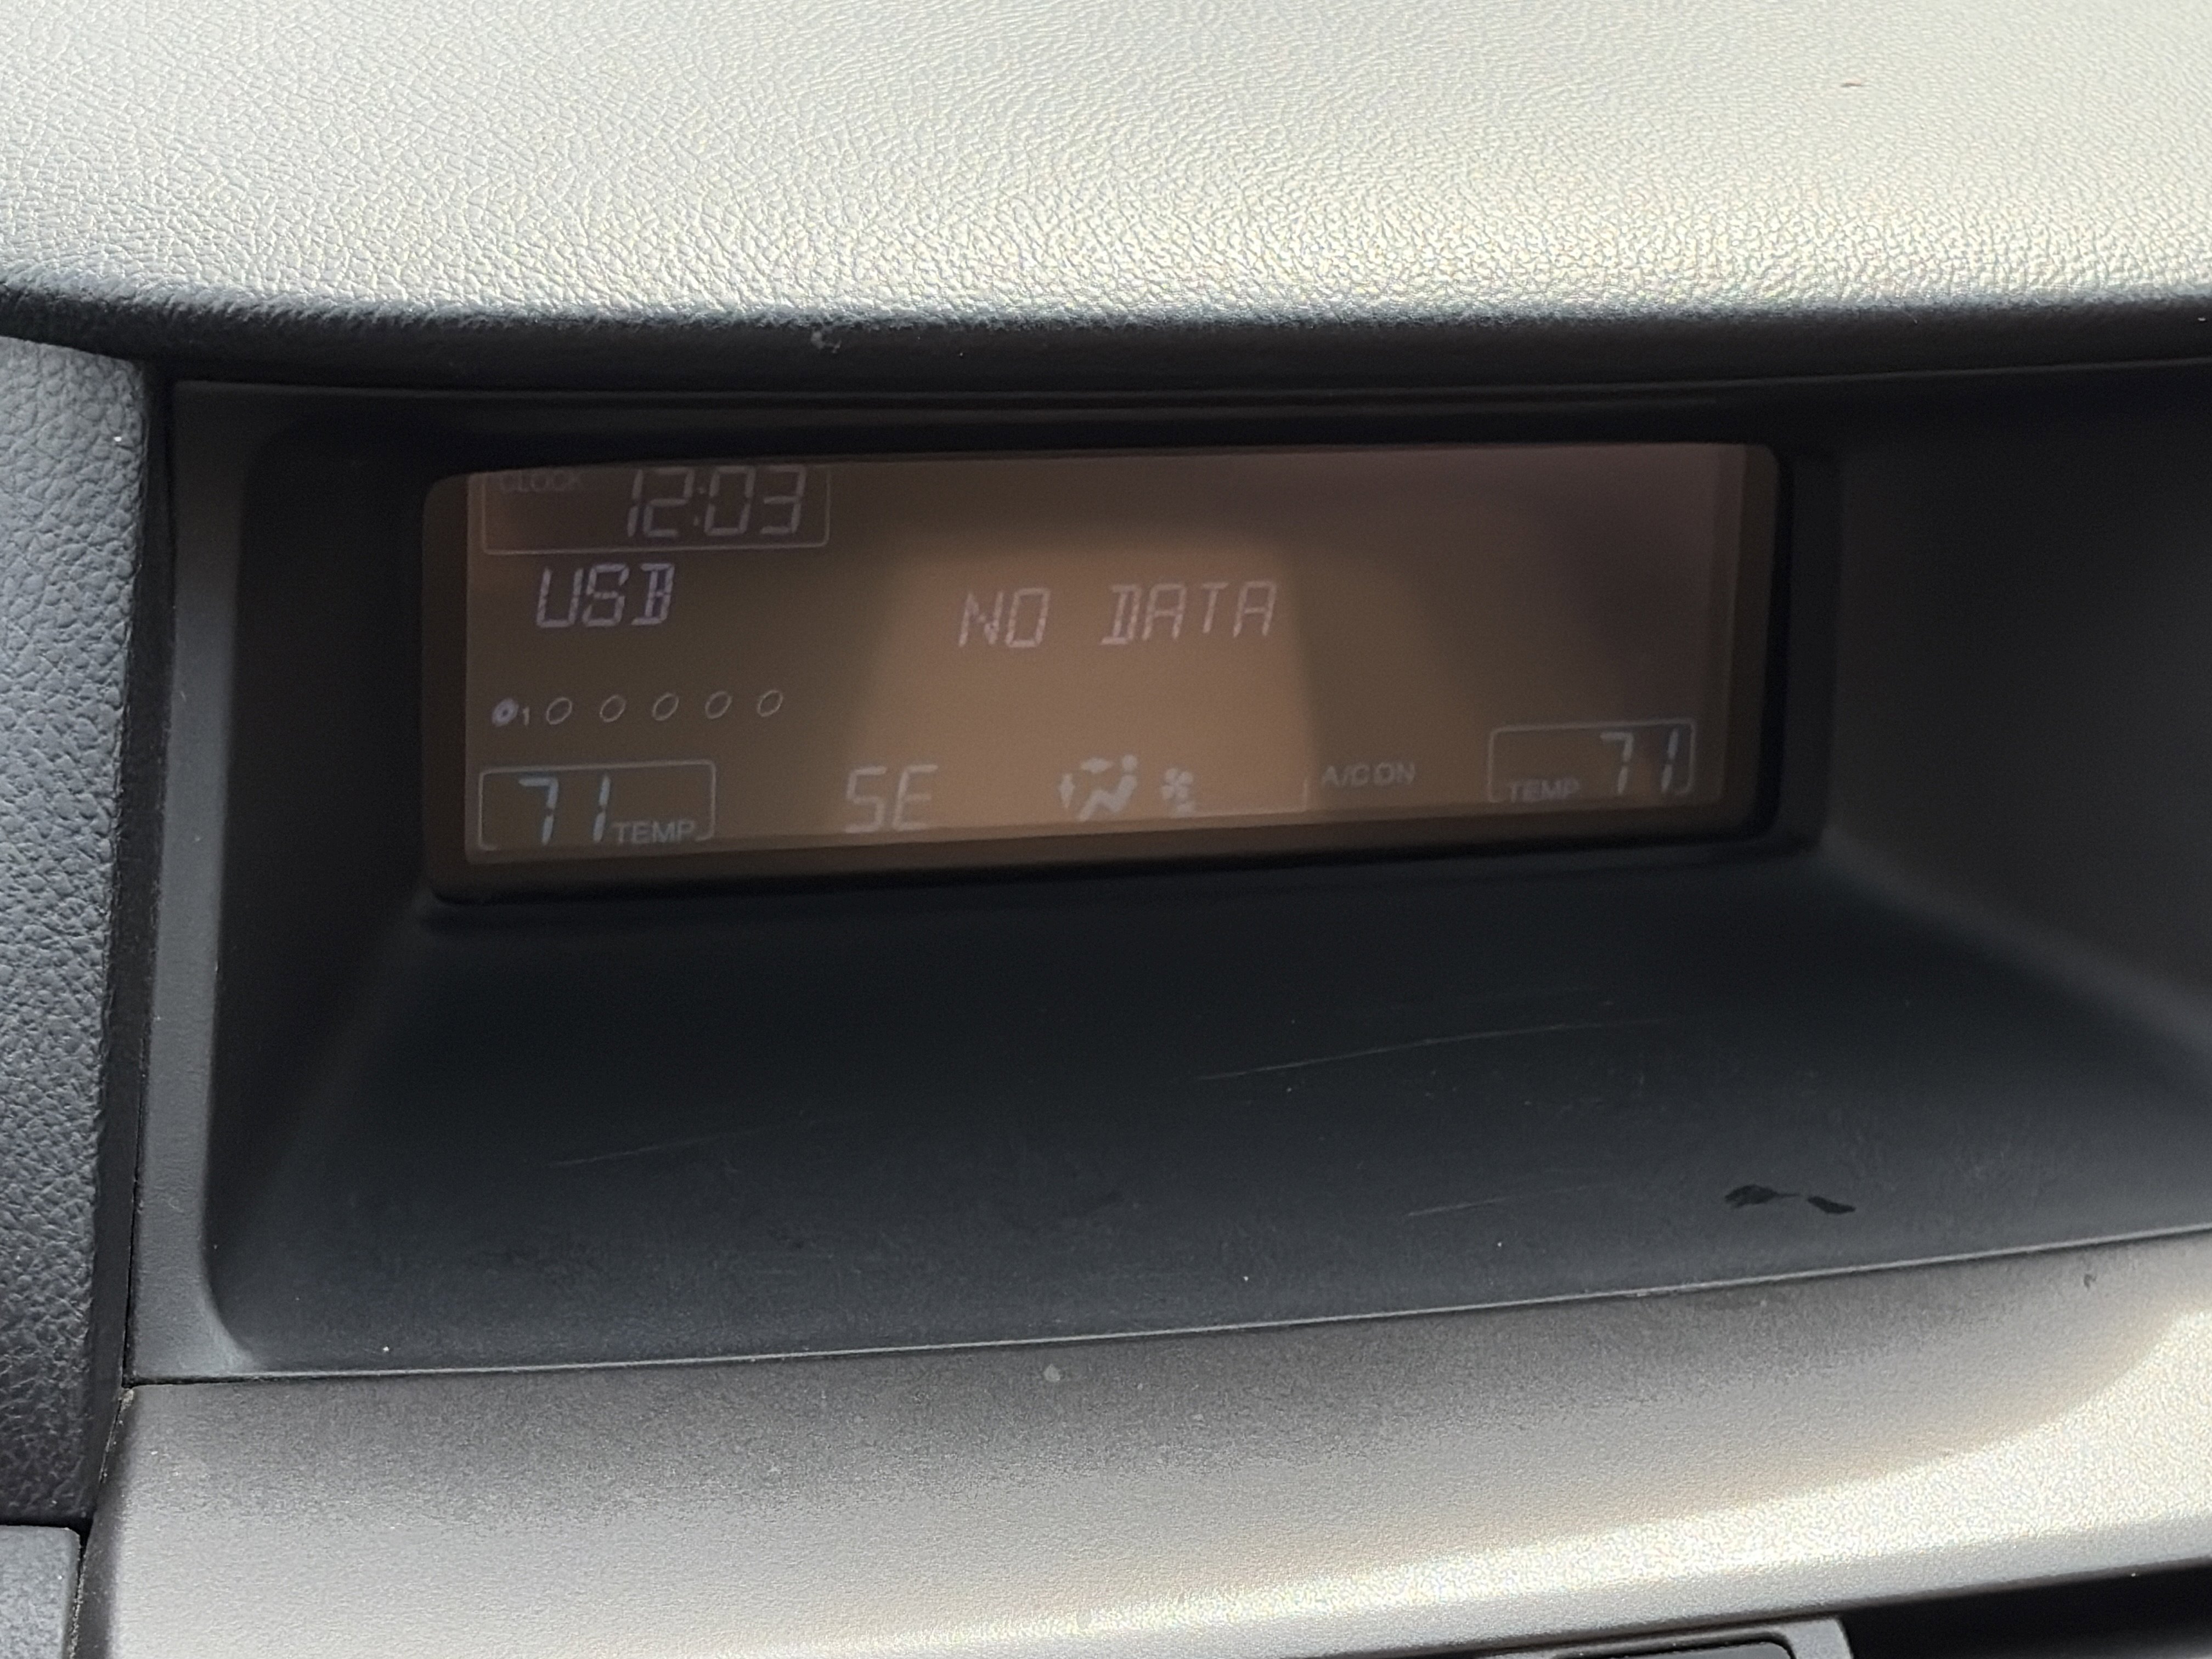 CLOCK 12:03
USB NO DATA
1
71 TEMP SE A/C ON TEMP 71